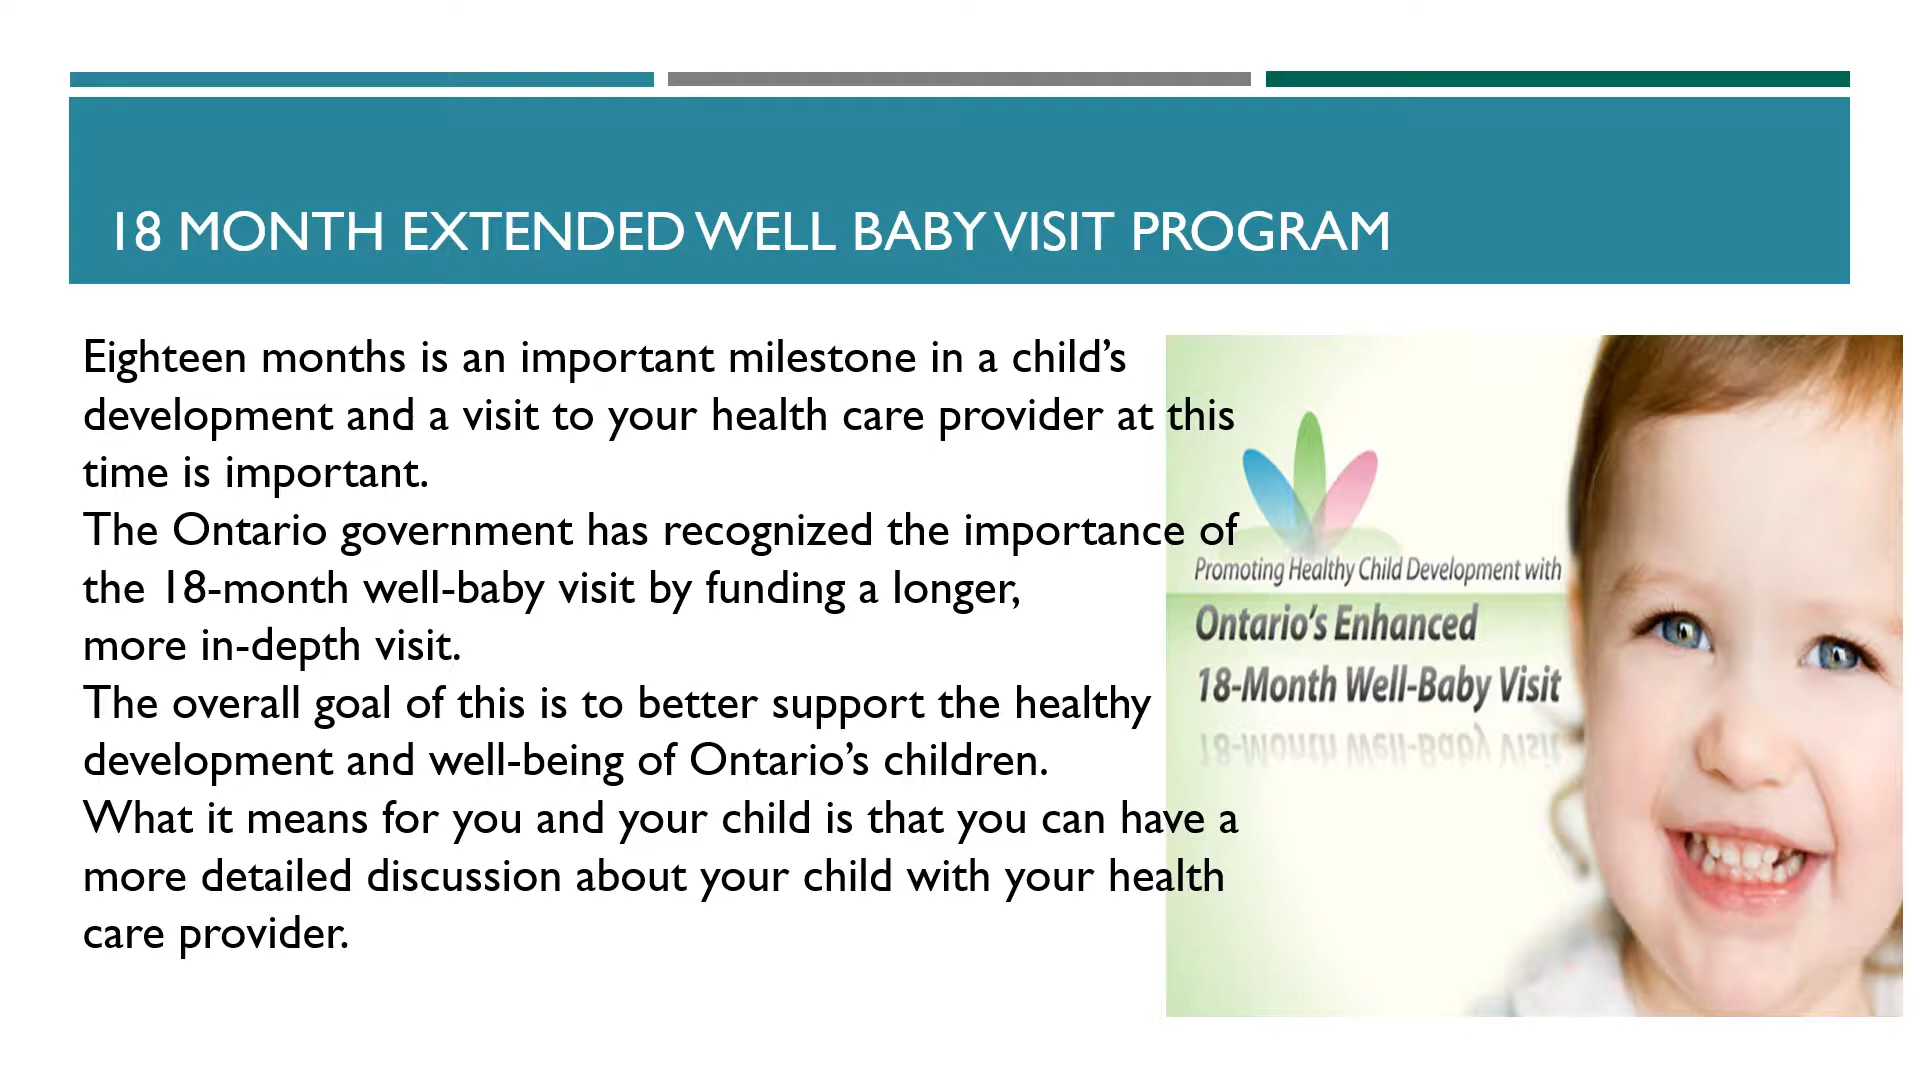 18 MONTH EXTENDED WELL BABY VISIT PROGRAM
Eighteen months is an important milestone in a child’s
development and a visit to your health care provider at this
time is important.
The Ontario government has recognized the importance of
the 18-month well-baby visit by funding a longer,
more in-depth visit.
The overall goal of this is to better support the healthy
development and well-being of Ontario’s children.
What it means for you and your child is that you can have a
more detailed discussion about your child with your health
care provider.
Promoting Healthy Child Development with
Ontario’s Enhanced
18-Month Well-Baby Visit